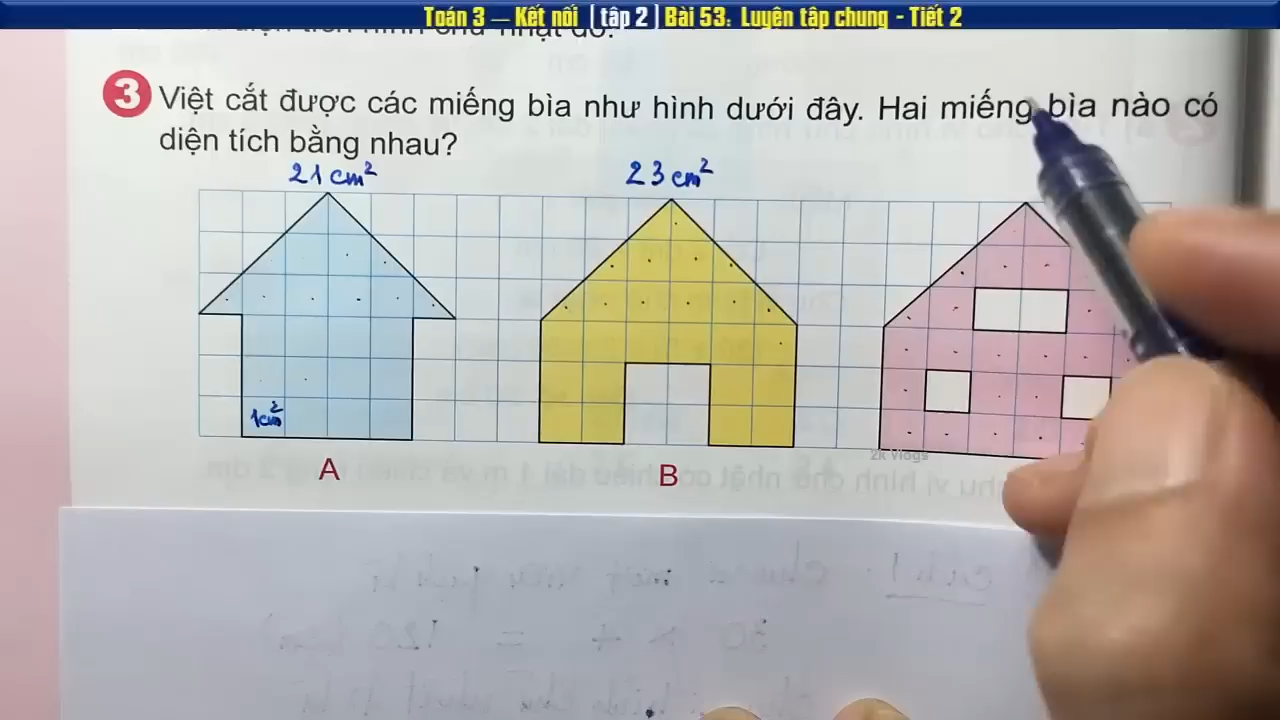 Toán 3 – Kết nối [ tập 2 ] Bài 53: Luyện tập chung - Tiết 2
3 Việt cắt được các miếng bìa như hình dưới đây. Hai miếng bìa nào có
diện tích bằng nhau?
21 cm² 23 cm²
1cm²
A B
2K Vlogs